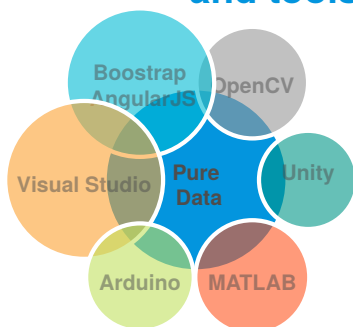 and tools
Boostrap
AngularJS
OpenCV
Visual Studio
Pure
Data
Unity
Arduino
MATLAB